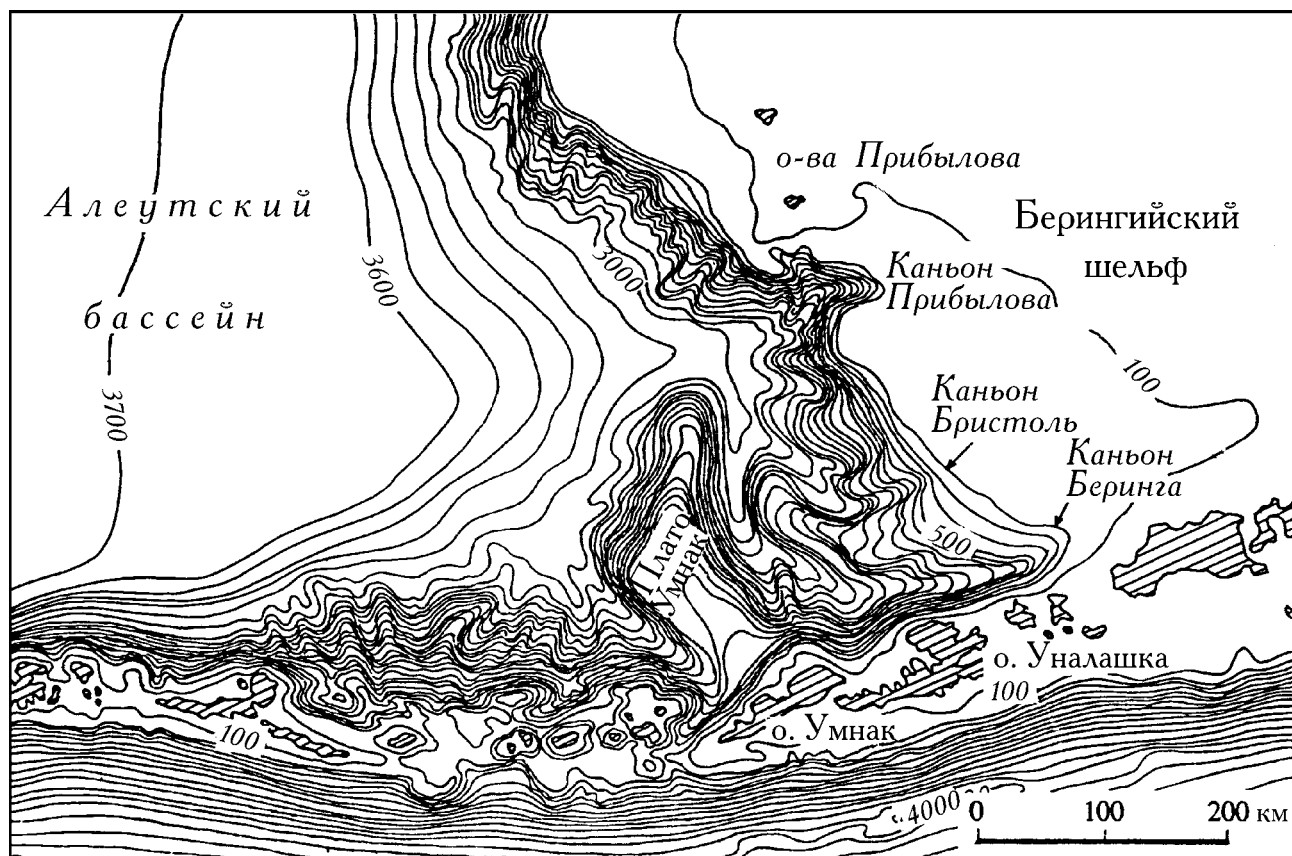 о-ва Прибылова
Алеутский
бассейн
Берингийский
шельф
Каньон
Прибылова
3600
3000
3700
100
Каньон
Бристоль
Каньон
Беринга
500
Плато
Умнак
о. Уналашка
100
100
о. Умнак
0 100 200 км